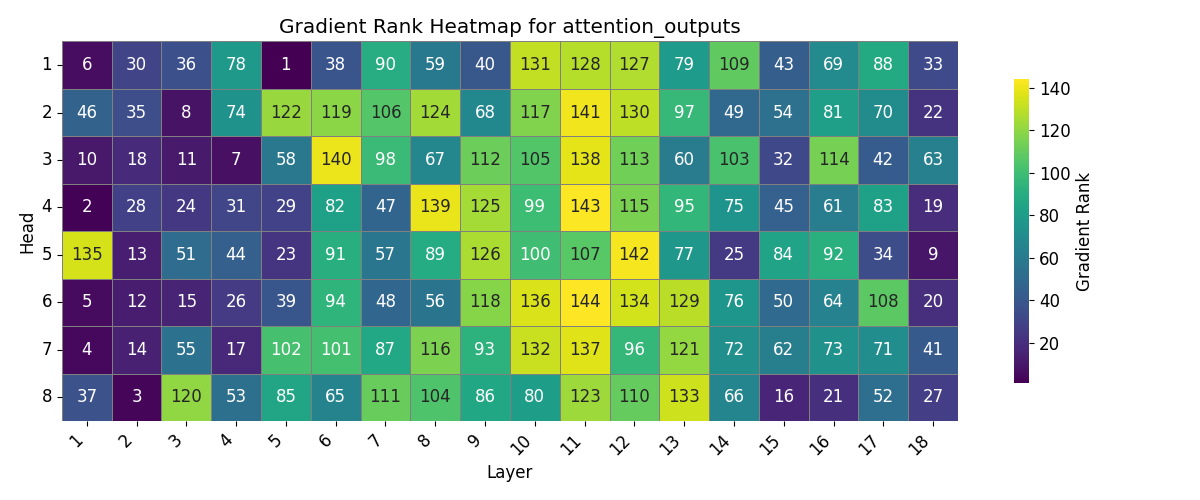 Gradient Rank Heatmap for attention_outputs
1 6 30 36 78 1 38 90 59 40 131 128 127 79 109 43 69 88 33
2 46 35 8 74 122 119 106 124 68 117 141 130 97 49 54 81 70 22
3 10 18 11 7 58 140 98 67 112 105 138 113 60 103 32 114 42 63
4 2 28 24 31 29 82 47 139 125 99 143 115 95 75 45 61 83 19
5 135 13 51 44 23 91 57 89 126 100 107 142 77 25 84 92 34 9
6 5 12 15 26 39 94 48 56 118 136 144 134 129 76 50 64 108 20
7 4 14 55 17 102 101 87 116 93 132 137 96 121 72 62 73 71 41
8 37 3 120 53 85 65 111 104 86 80 123 110 133 66 16 21 52 27
1 2 3 4 5 6 7 8 9 10 11 12 13 14 15 16 17 18
Layer
Head
140
120
100
80
60
40
20
Gradient Rank